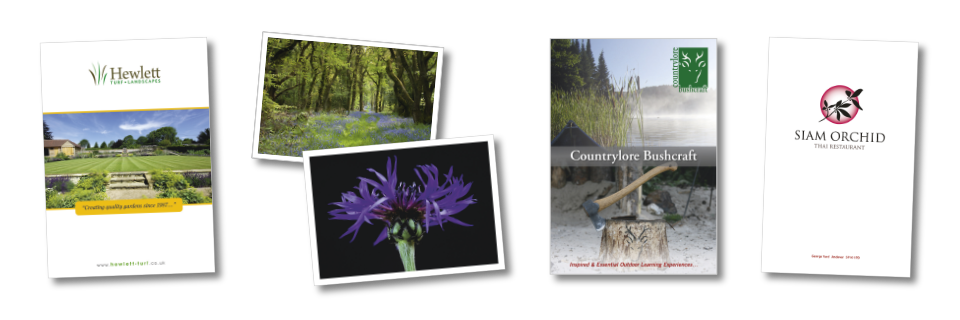 Hewlett
TURF + LANDSCAPES
"Creating quality gardens since 1967..."
www.hewlett-turf.co.uk
countrylore
Bushcraft
Countrylore Bushcraft
Inspired & Essential Outdoor Learning Experiences...
SIAM ORCHID
THAI RESTAURANT